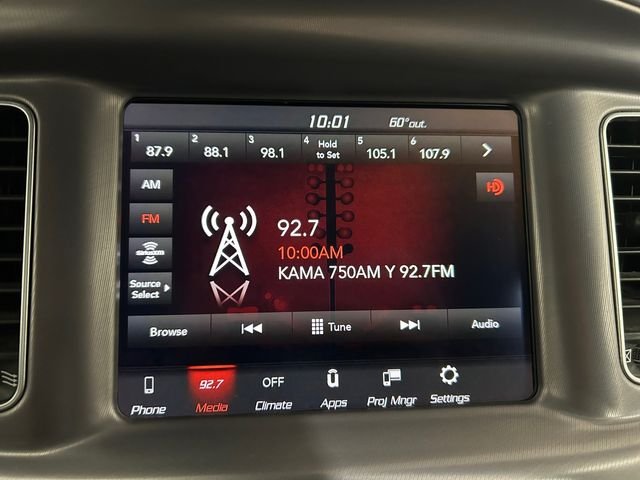 10:01 60°out.
1 87.9 2 88.1 3 98.1 4 Hold to Set 5 105.1 6 107.9
AM
FM
siriusxm
Source
Select
HD
92.7
10:00AM
KAMA 750AM Y 92.7FM
Browse Tune Audio
92.7 OFF
Phone Media Climate Apps Proj Mngr Settings